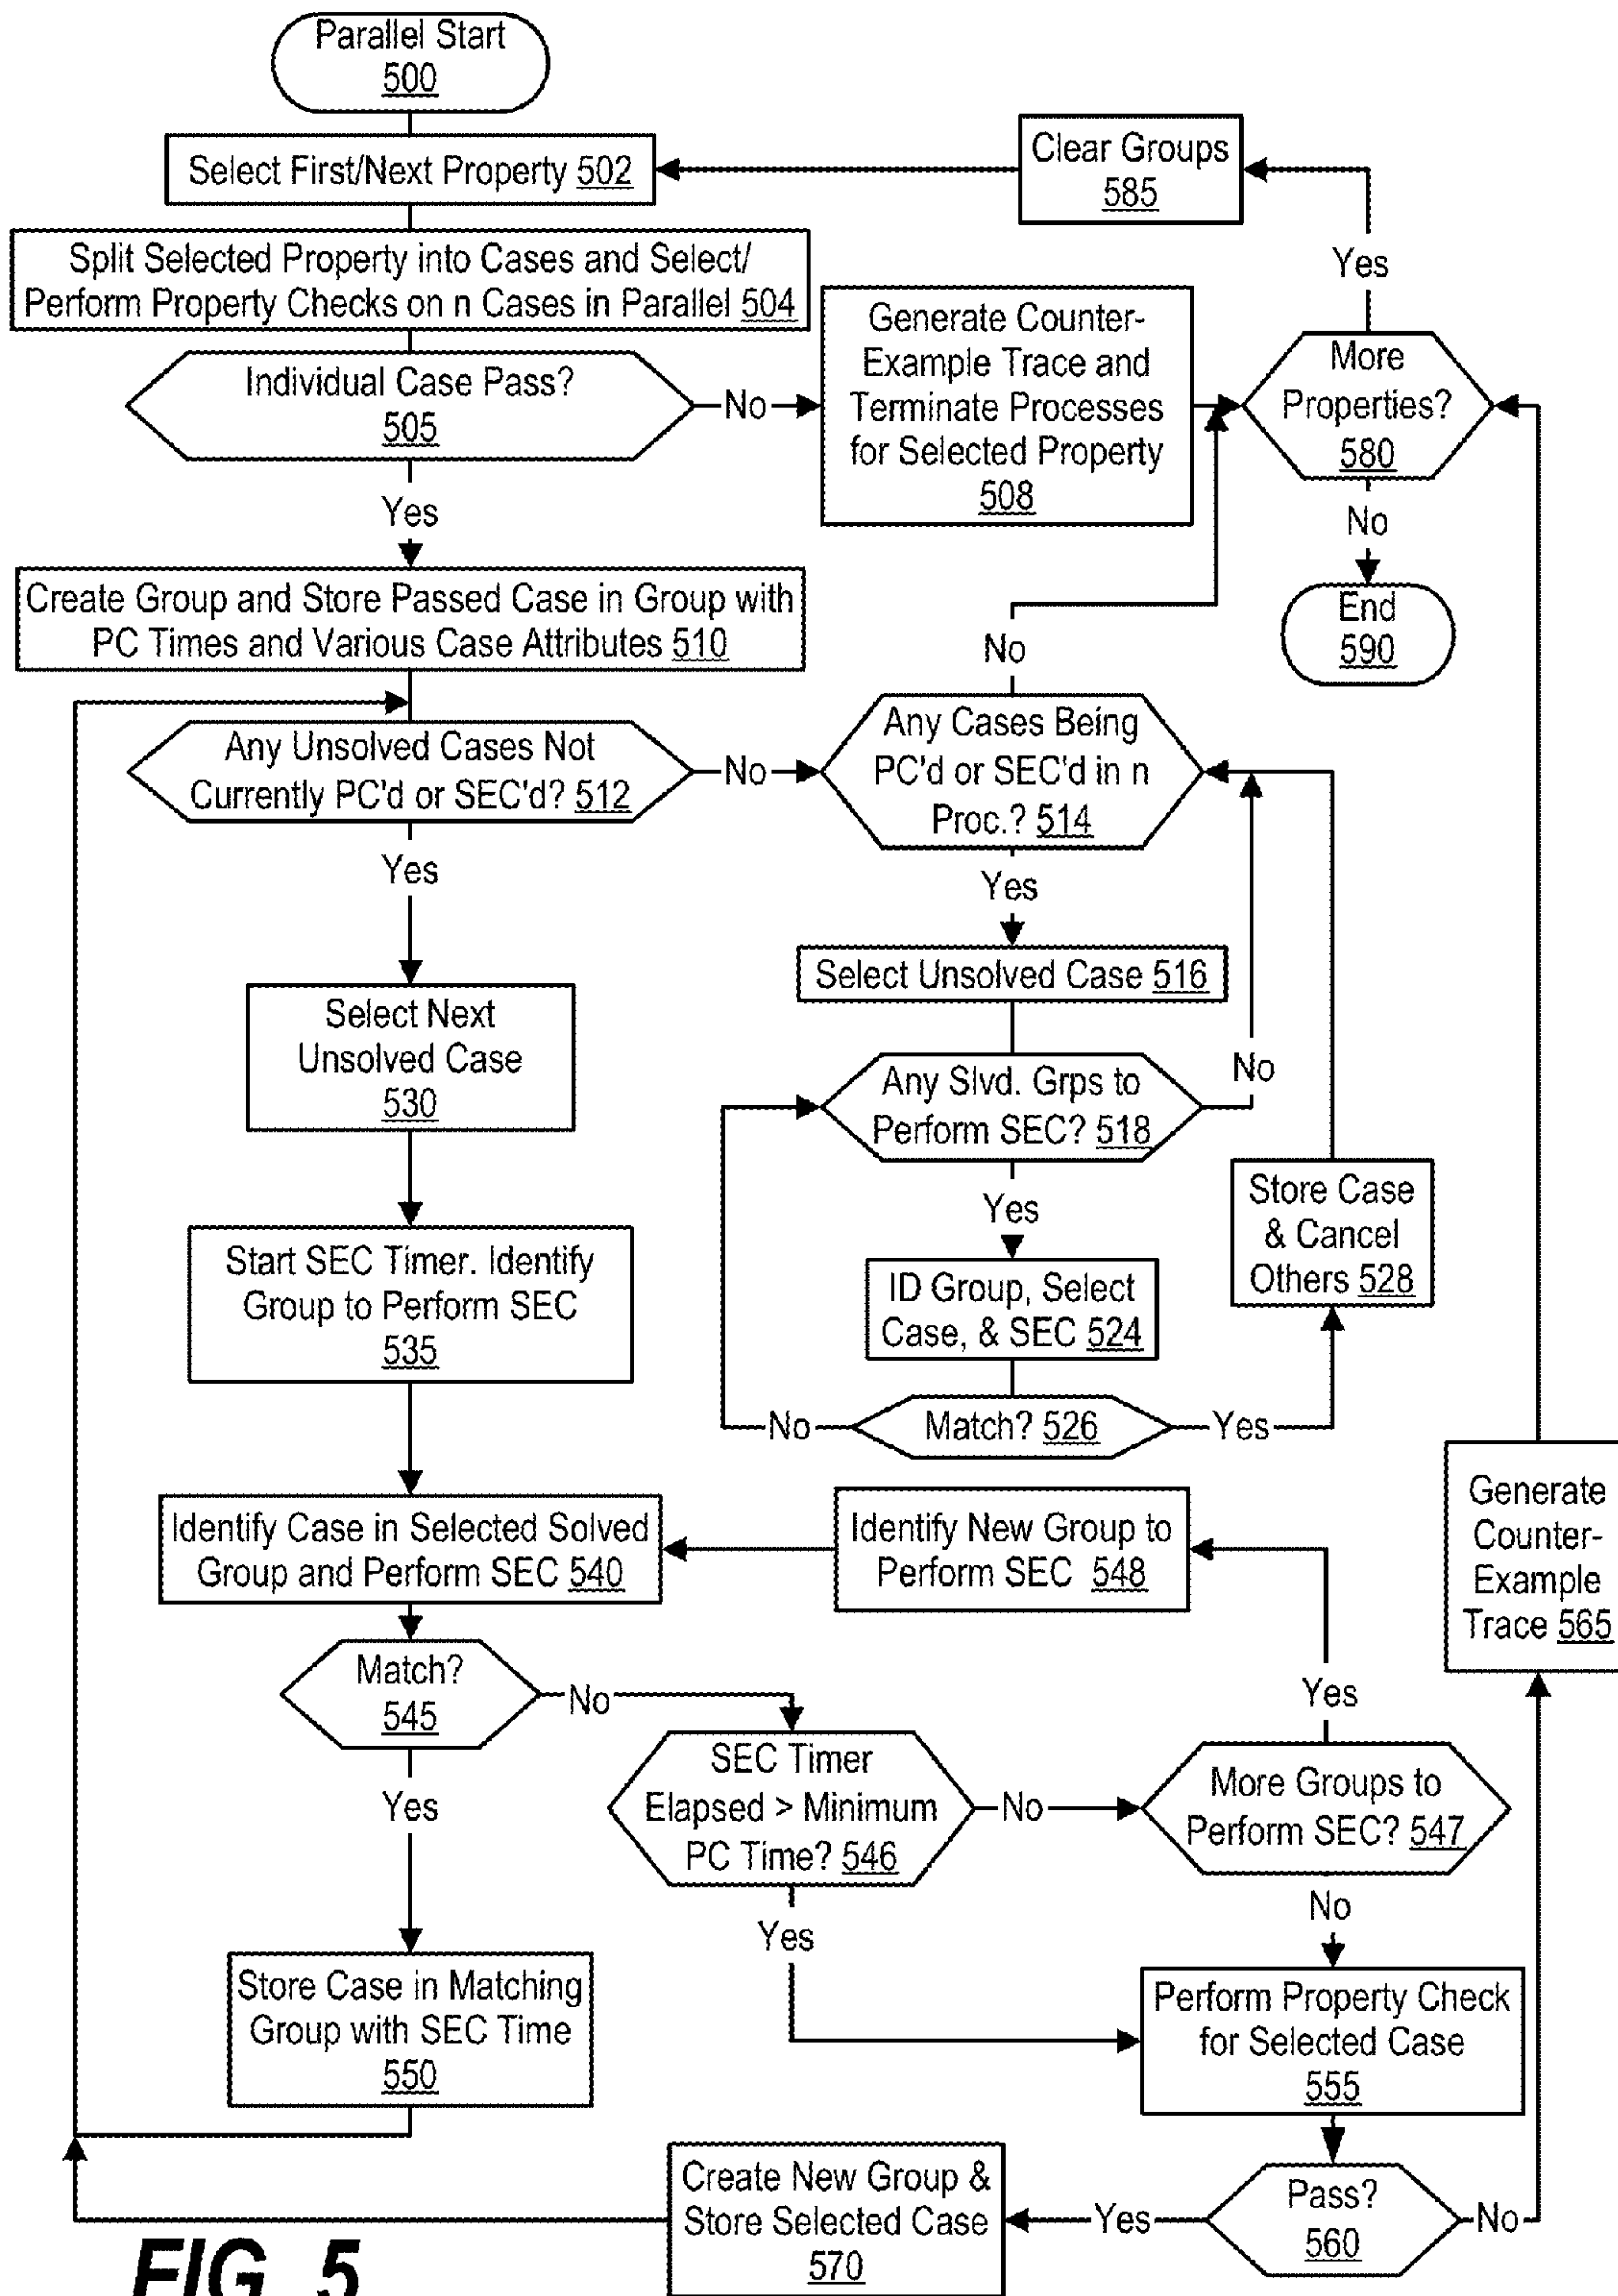 Parallel Start
500
Select First/Next Property 502
Clear Groups
585
Yes
Split Selected Property into Cases and Select/
Perform Property Checks on n Cases in Parallel 504
Individual Case Pass?
505
No
Generate Counter-
Example Trace and
Terminate Processes
for Selected Property
508
More
Properties?
580
No
End
590
Yes
Create Group and Store Passed Case in Group with
PC Times and Various Case Attributes 510
No
Any Unsolved Cases Not
Currently PC'd or SEC'd? 512
No
Any Cases Being
PC'd or SEC'd in n
Proc.? 514
Yes
Yes
Select Unsolved Case 516
Select Next
Unsolved Case
530
Any Slvd. Grps to
Perform SEC? 518
No
Yes
Store Case
& Cancel
Others 528
Start SEC Timer. Identify
Group to Perform SEC
535
ID Group, Select
Case, & SEC 524
No
Match? 526
Yes
Identify Case in Selected Solved
Group and Perform SEC 540
Identify New Group to
Perform SEC 548
Generate
Counter-
Example
Trace 565
Match?
545
No
Yes
SEC Timer
Elapsed > Minimum
PC Time? 546
No
More Groups to
Perform SEC? 547
Yes
Yes
No
Store Case in Matching
Group with SEC Time
550
Perform Property Check
for Selected Case
555
Create New Group &
Store Selected Case
570
Yes
Pass?
560
No
FIG. 5